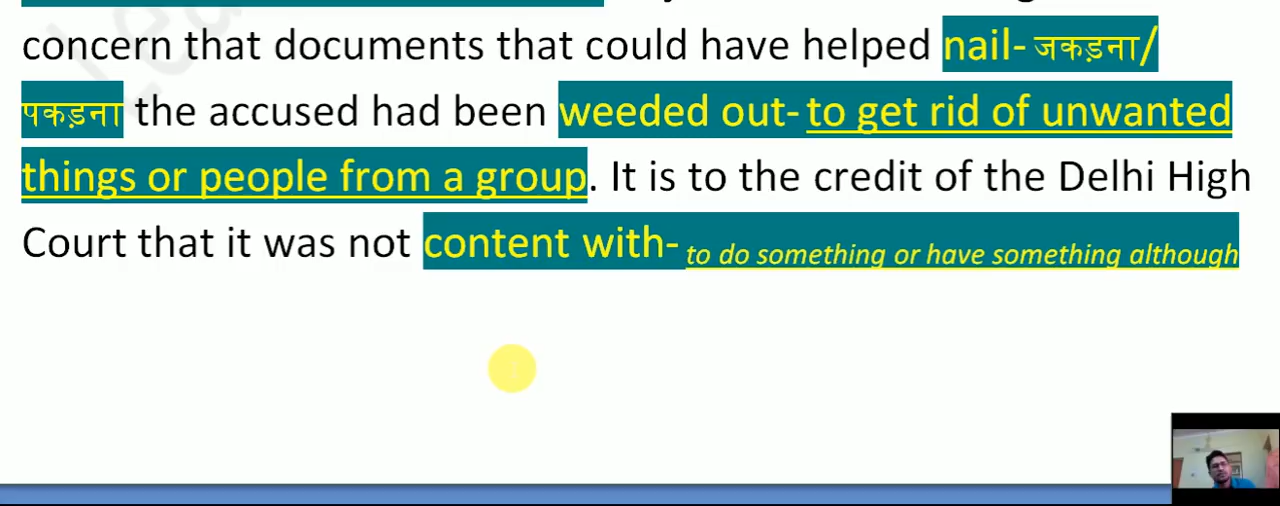 concern that documents that could have helped nail- जकड़ना/
पकड़ना the accused had been weeded out- to get rid of unwanted
things or people from a group. It is to the credit of the Delhi High
Court that it was not content with- to do something or have something although